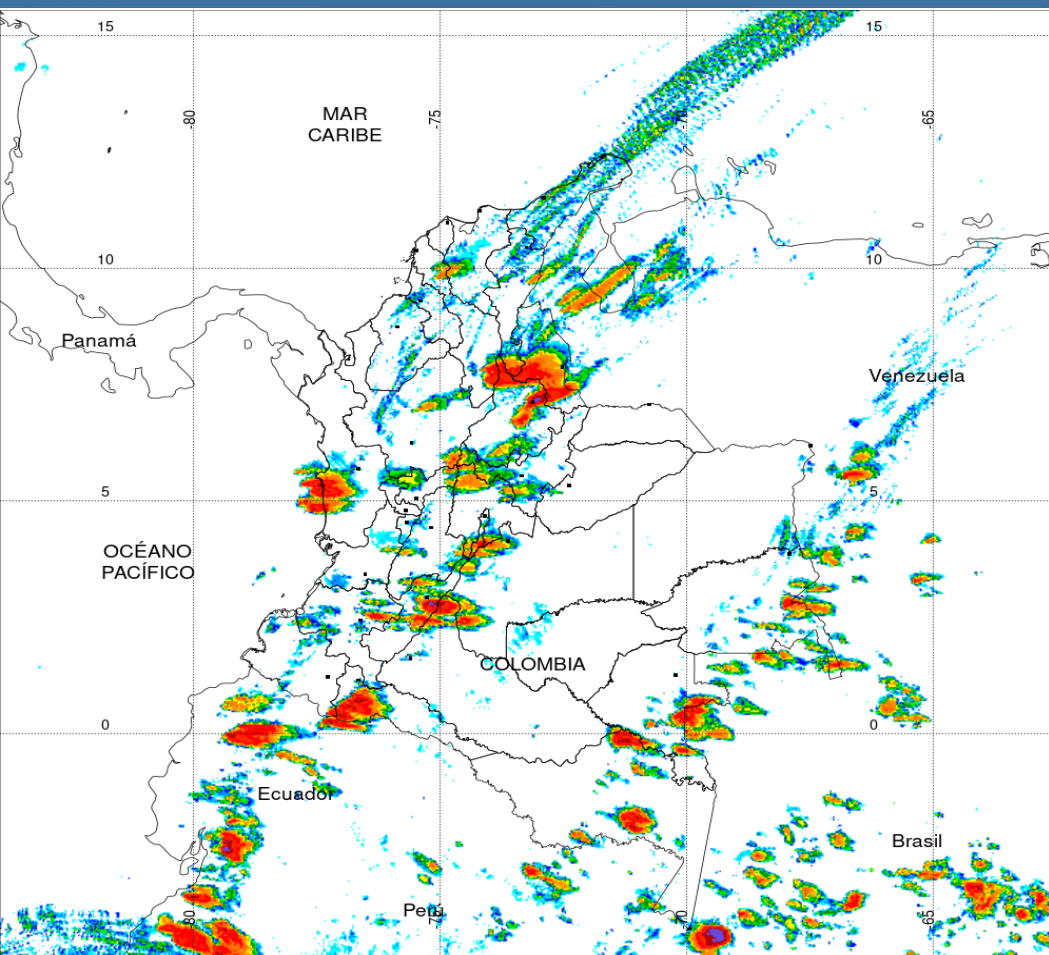 15
15
-80
-75
-70
-65
MAR
CARIBE
10
10
Panamá
Venezuela
5
5
OCÉANO
PACÍFICO
COLOMBIA
0
0
Ecuador
Brasil
Perú
-80
-75
-70
-65